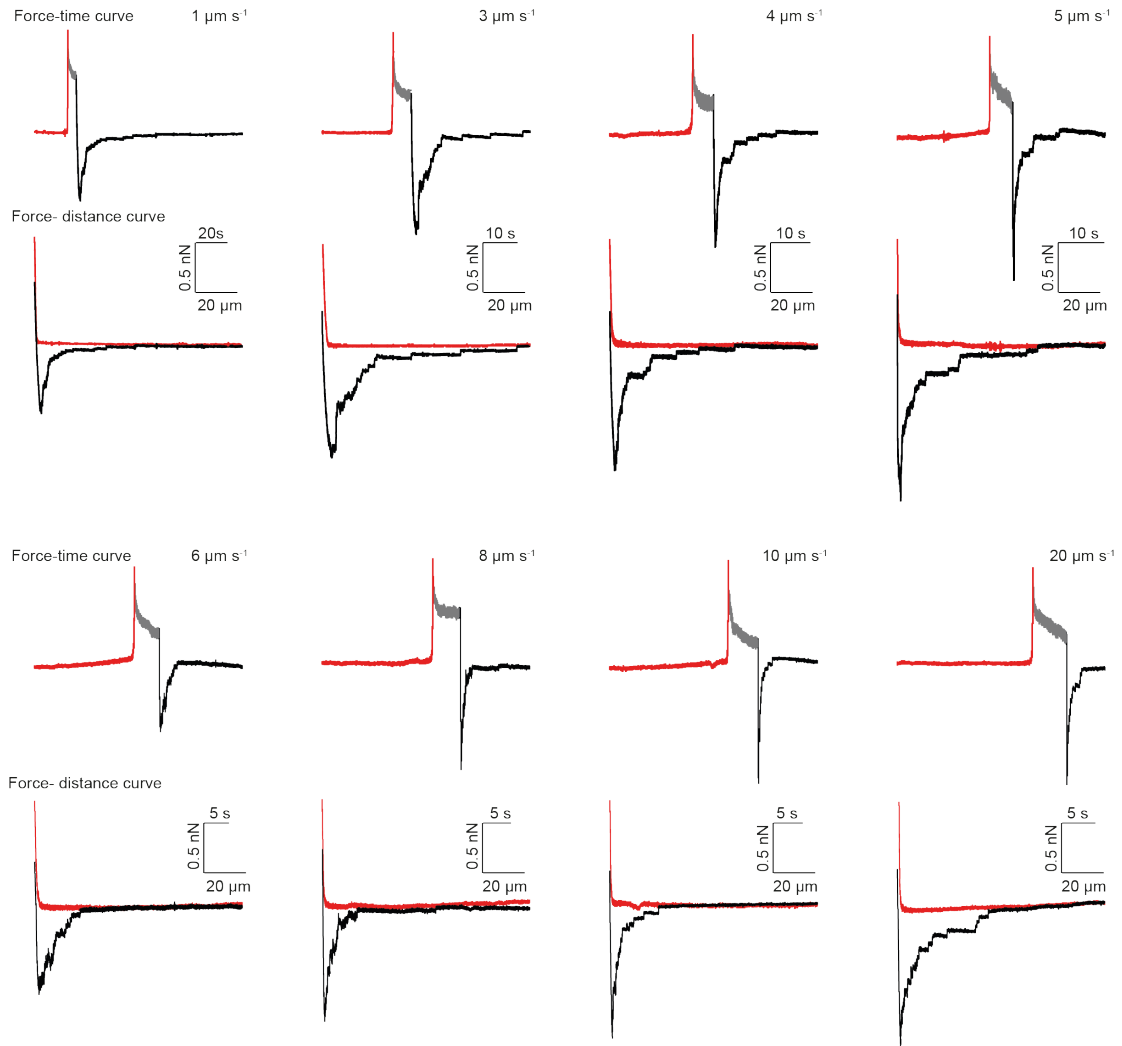 Force-time curve 1 µm s⁻¹ 3 µm s⁻¹ 4 µm s⁻¹ 5 µm s⁻¹
Force- distance curve
20s 10 s 10 s 10 s
0.5 nN 0.5 nN 0.5 nN 0.5 nN
20 µm 20 µm 20 µm 20 µm
Force-time curve 6 µm s⁻¹ 8 µm s⁻¹ 10 µm s⁻¹ 20 µm s⁻¹
Force- distance curve
5 s 5 s 5 s 5 s
0.5 nN 0.5 nN 0.5 nN 0.5 nN
20 µm 20 µm 20 µm 20 µm